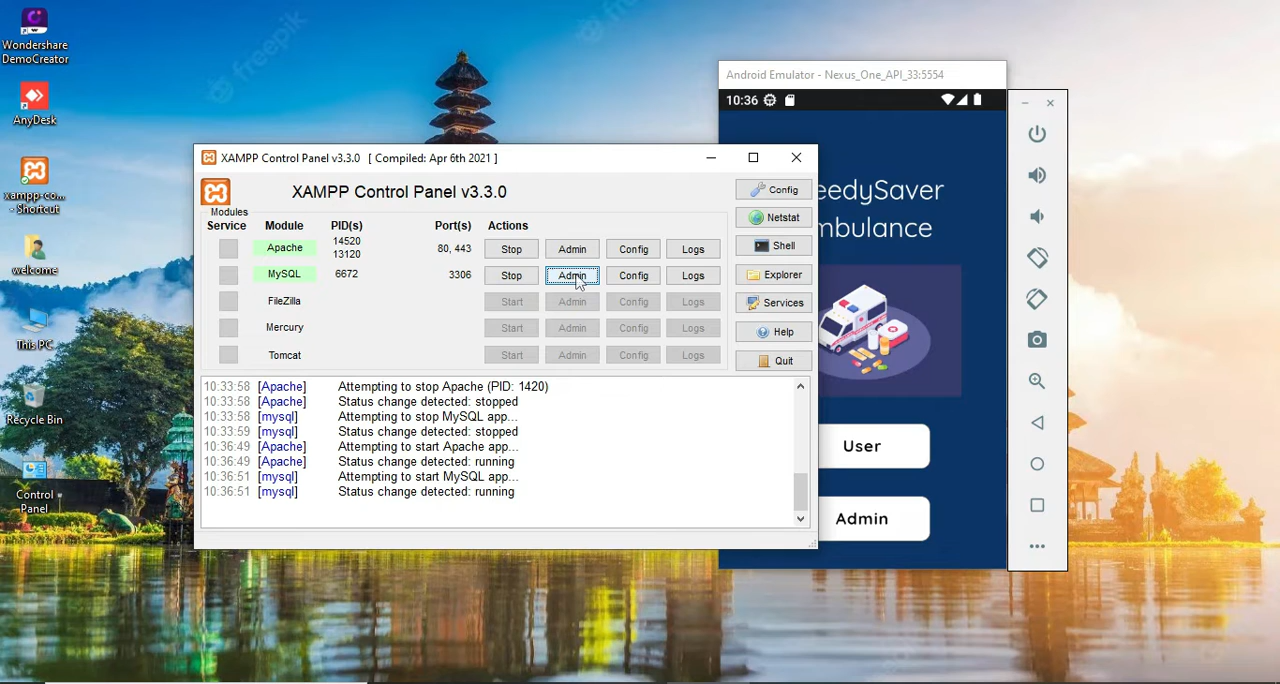 Wondershare
DemoCreator
AnyDesk
xampp-co...
- Shortcut
welcome
This PC
Recycle Bin
Control
Panel
freepik
XAMPP Control Panel v3.3.0 [ Compiled: Apr 6th 2021 ]
XAMPP Control Panel v3.3.0
Modules
Service Module PID(s) Port(s) Actions
Apache 14520 13120 80, 443 Stop Admin Config Logs
MySQL 6672 3306 Stop Admin Config Logs
FileZilla Start Admin Config Logs
Mercury Start Admin Config Logs
Tomcat Start Admin Config Logs
Config
Netstat
Shell
Explorer
Services
Help
Quit
10:33:58 [Apache] Attempting to stop Apache (PID: 1420)
10:33:58 [Apache] Status change detected: stopped
10:33:58 [mysql] Attempting to stop MySQL app...
10:33:59 [mysql] Status change detected: stopped
10:36:49 [Apache] Attempting to start Apache app...
10:36:49 [Apache] Status change detected: running
10:36:51 [mysql] Attempting to start MySQL app...
10:36:51 [mysql] Status change detected: running
Android Emulator - Nexus_One_API_33:5554
10:36
eedySaver
mbulance
User
Admin